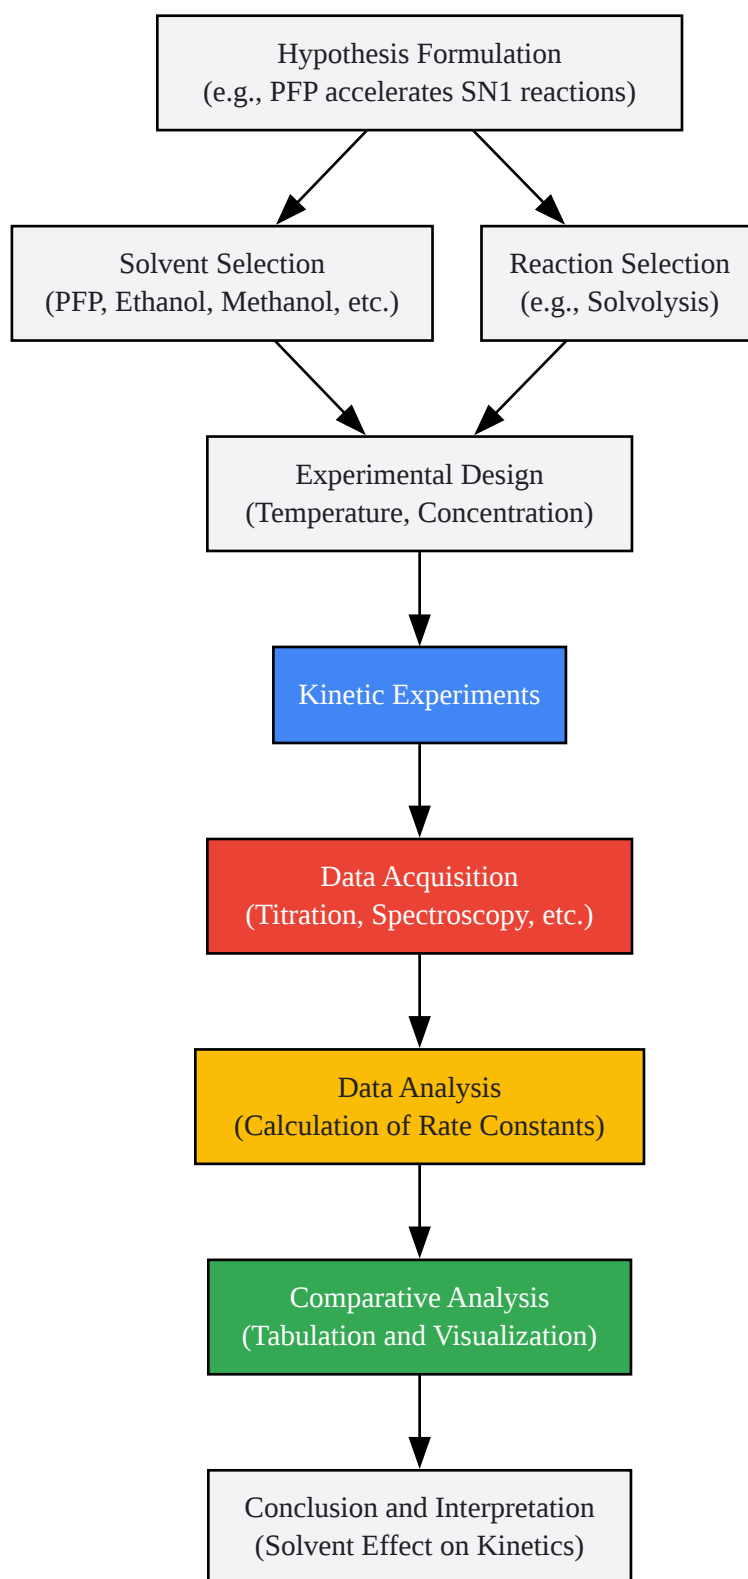 Hypothesis Formulation
(e.g., PFP accelerates SN1 reactions)
Solvent Selection
(PFP, Ethanol, Methanol, etc.)
Reaction Selection
(e.g., Solvolysis)
Experimental Design
(Temperature, Concentration)
Kinetic Experiments
Data Acquisition
(Titration, Spectroscopy, etc.)
Data Analysis
(Calculation of Rate Constants)
Comparative Analysis
(Tabulation and Visualization)
Conclusion and Interpretation
(Solvent Effect on Kinetics)